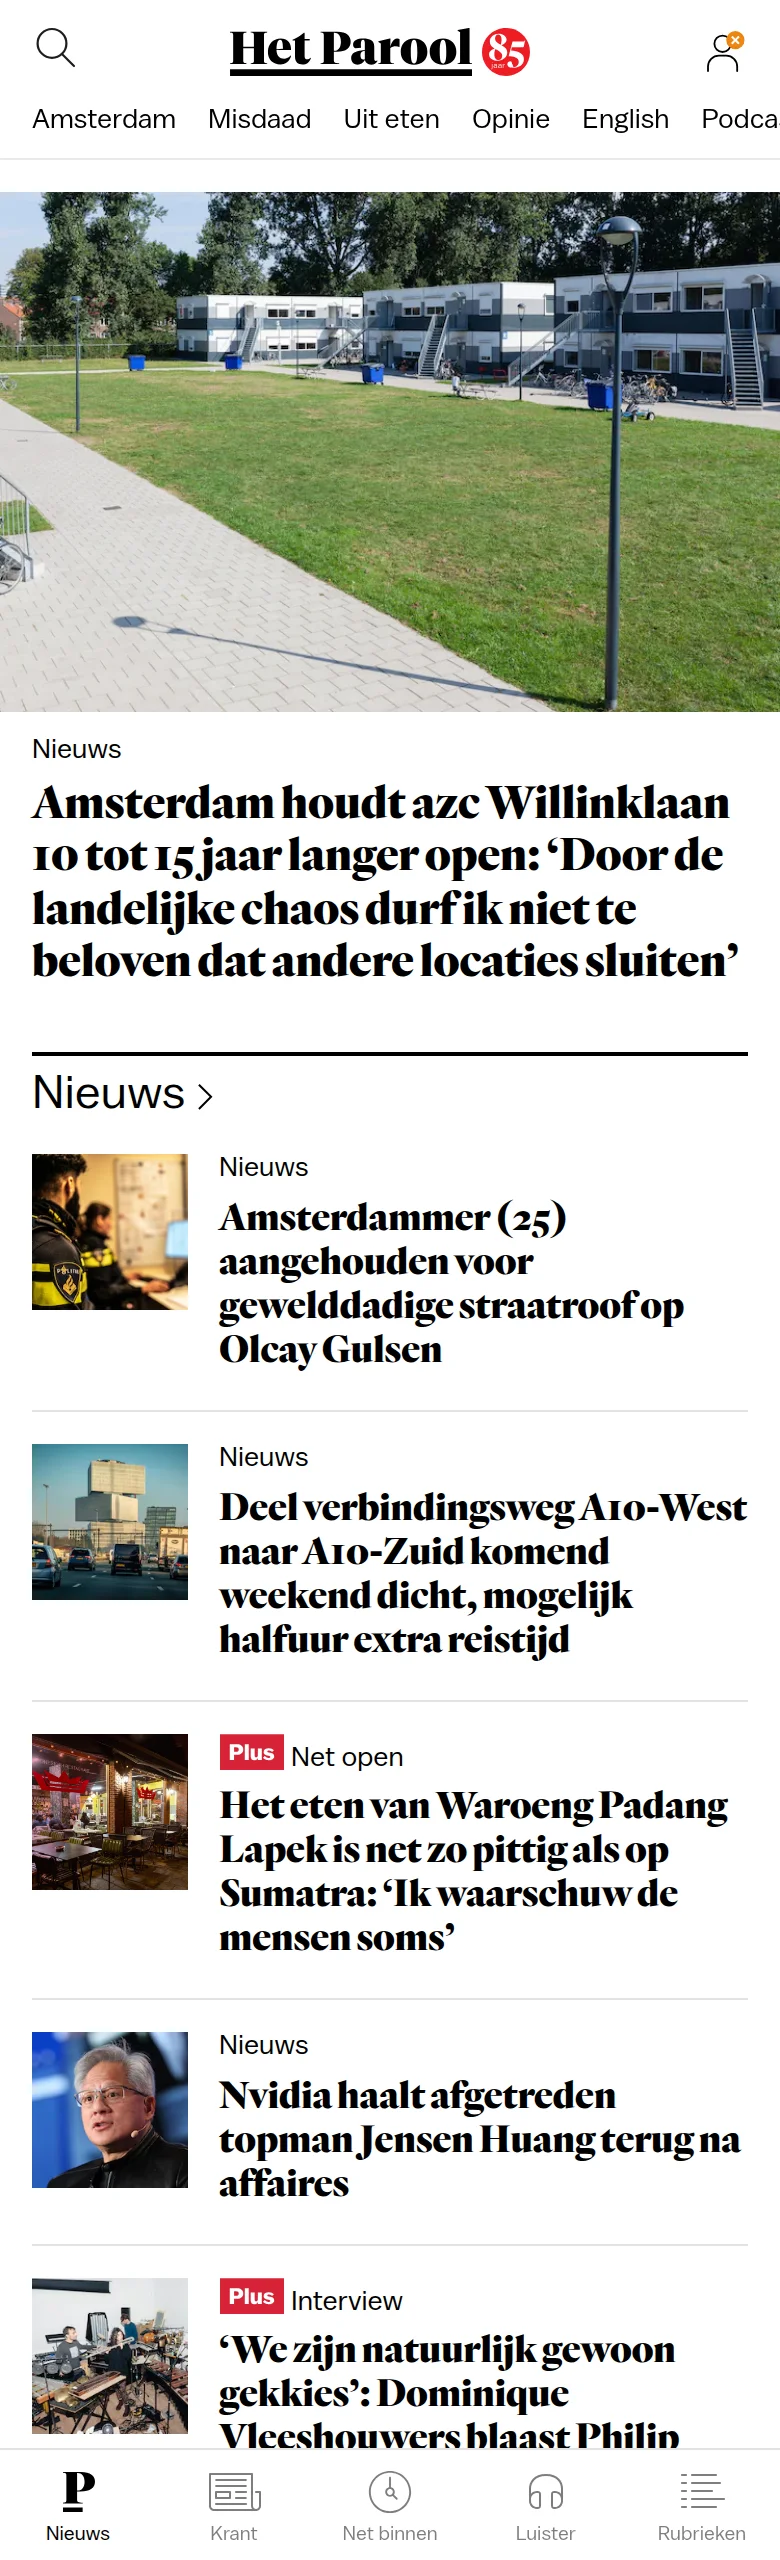 Het Parool 85 jaar
Amsterdam Misdaad Uit eten Opinie English Podca
Nieuws
Amsterdam houdt azc Willinklaan
10 tot 15 jaar langer open: ‘Door de
landelijke chaos durf ik niet te
beloven dat andere locaties sluiten’
Nieuws
Nieuws
Amsterdammer (25)
aangehouden voor
gewelddadige straatroof op
Olcay Gulsen
Nieuws
Deel verbindingsweg A10-West
naar A10-Zuid komend
weekend dicht, mogelijk
halfuur extra reistijd
Plus Net open
Het eten van Waroeng Padang
Lapek is net zo pittig als op
Sumatra: ‘Ik waarschuw de
mensen soms’
Nieuws
Nvidia haalt afgetreden
topman Jensen Huang terug na
affaires
Plus Interview
‘We zijn natuurlijk gewoon
gekkies’: Dominique
Vleeshouwers blaast Philip
P
Nieuws Krant Net binnen Luister Rubrieken